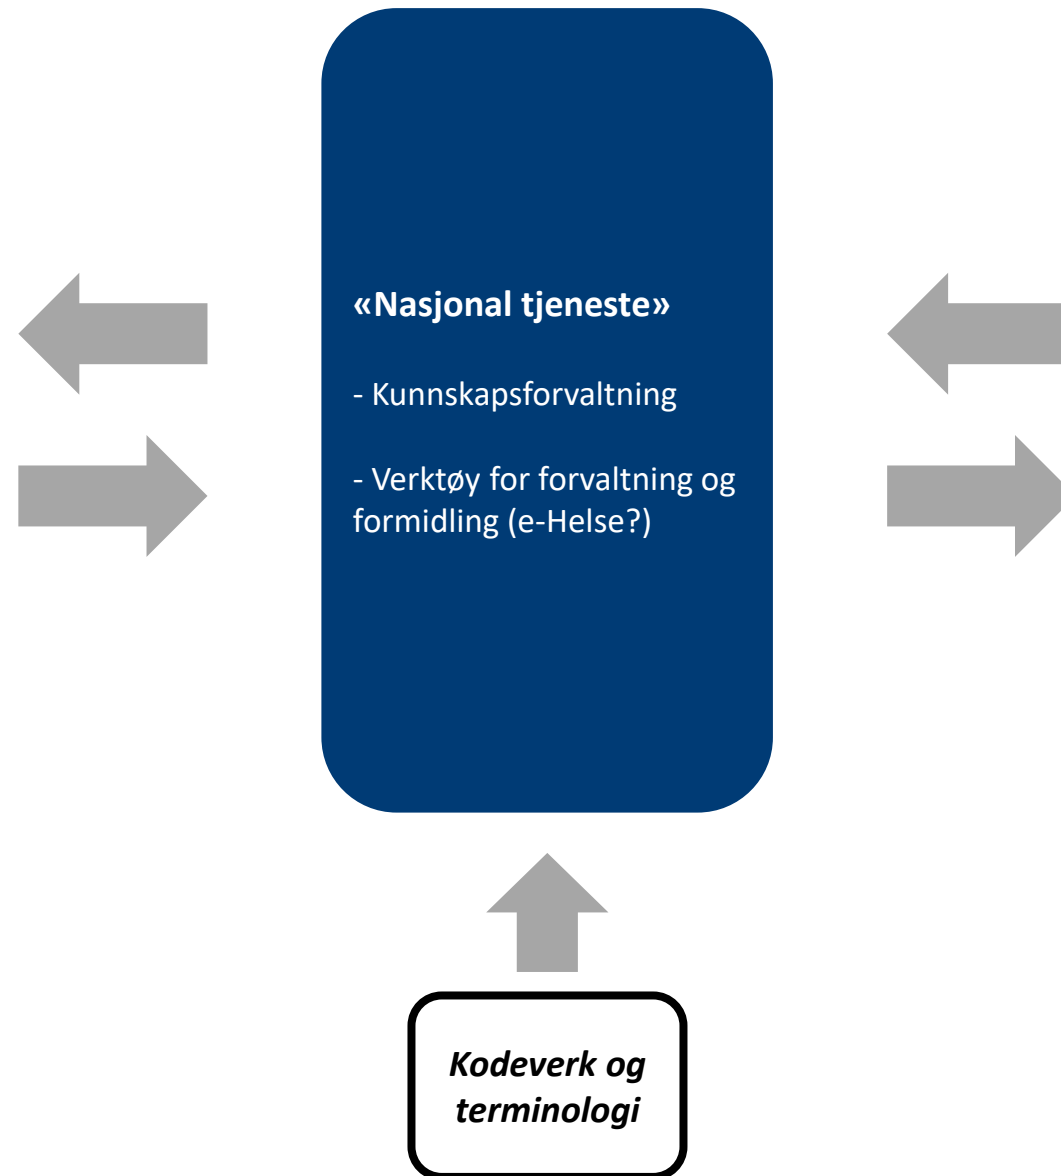 «Nasjonal tjeneste»
- Kunnskapsforvaltning
- Verktøy for forvaltning og
formidling (e-Helse?)
Kodeverk og
terminologi